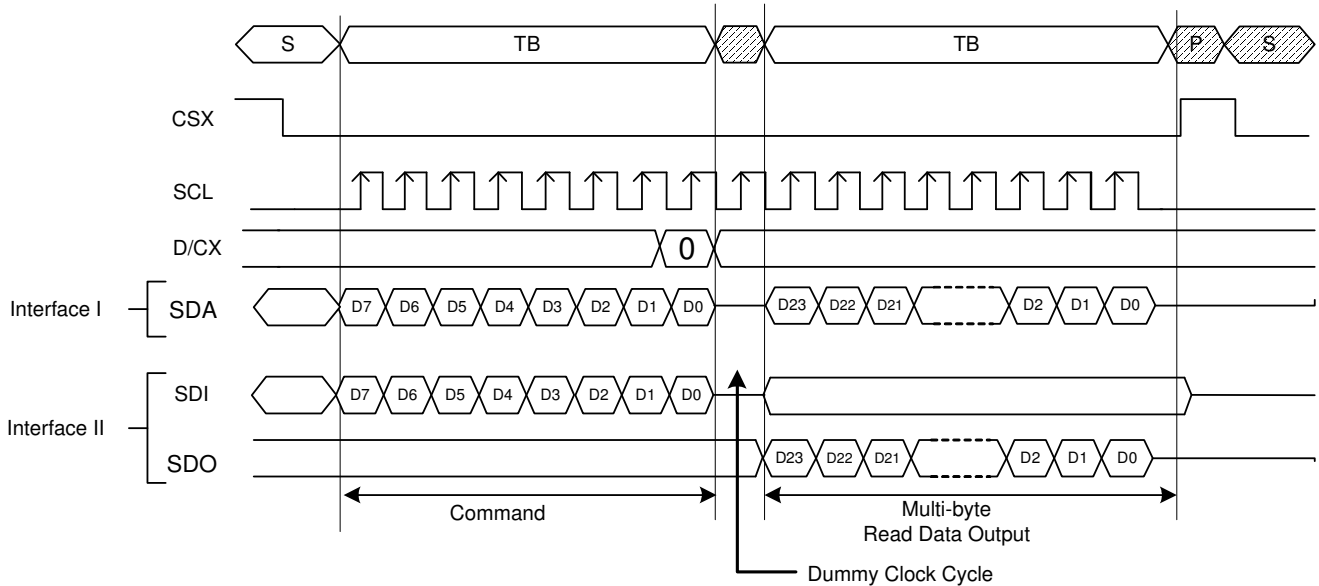 S TB TB P S
CSX
SCL
D/CX 0
Interface I SDA D7 D6 D5 D4 D3 D2 D1 D0 D23 D22 D21 D2 D1 D0
SDI D7 D6 D5 D4 D3 D2 D1 D0
Interface II
SDO D23 D22 D21 D2 D1 D0
Command
Multi-byte
Read Data Output
Dummy Clock Cycle